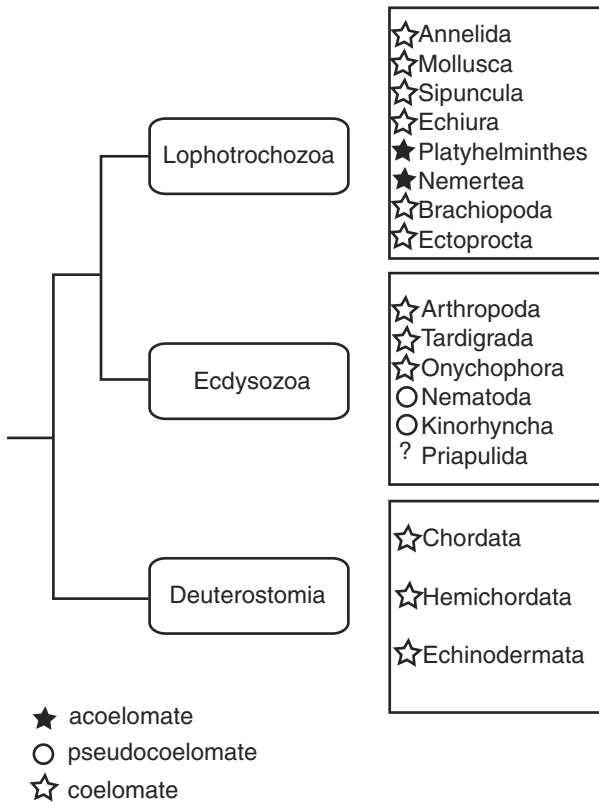 Lophotrochozoa
Annelida
Mollusca
Sipuncula
Echiura
Platyhelminthes
Nemertea
Brachiopoda
Ectoprocta
Ecdysozoa
Arthropoda
Tardigrada
Onychophora
Nematoda
Kinorhyncha
? Priapulida
Deuterostomia
Chordata
Hemichordata
Echinodermata
acoelomate
pseudocoelomate
coelomate